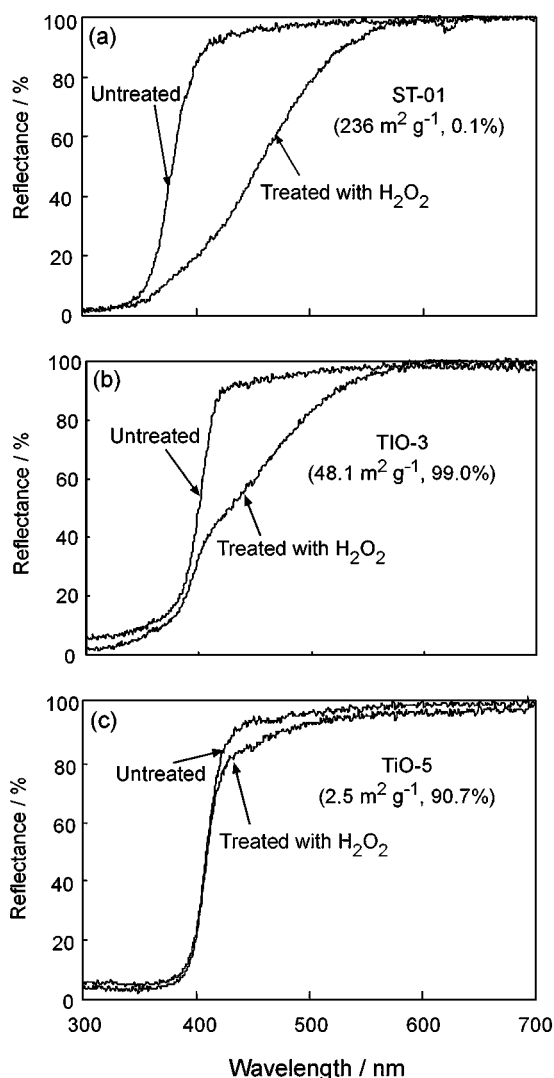 (a)
100
80
60
40
20
0
Reflectance / %
Untreated
ST-01
(236 m² g⁻¹, 0.1%)
Treated with H₂O₂
(b)
100
80
60
40
20
0
Reflectance / %
Untreated
TIO-3
(48.1 m² g⁻¹, 99.0%)
Treated with H₂O₂
(c)
100
80
60
40
20
0
Reflectance / %
Untreated
TiO-5
(2.5 m² g⁻¹, 90.7%)
Treated with H₂O₂
300 400 500 600 700
Wavelength / nm